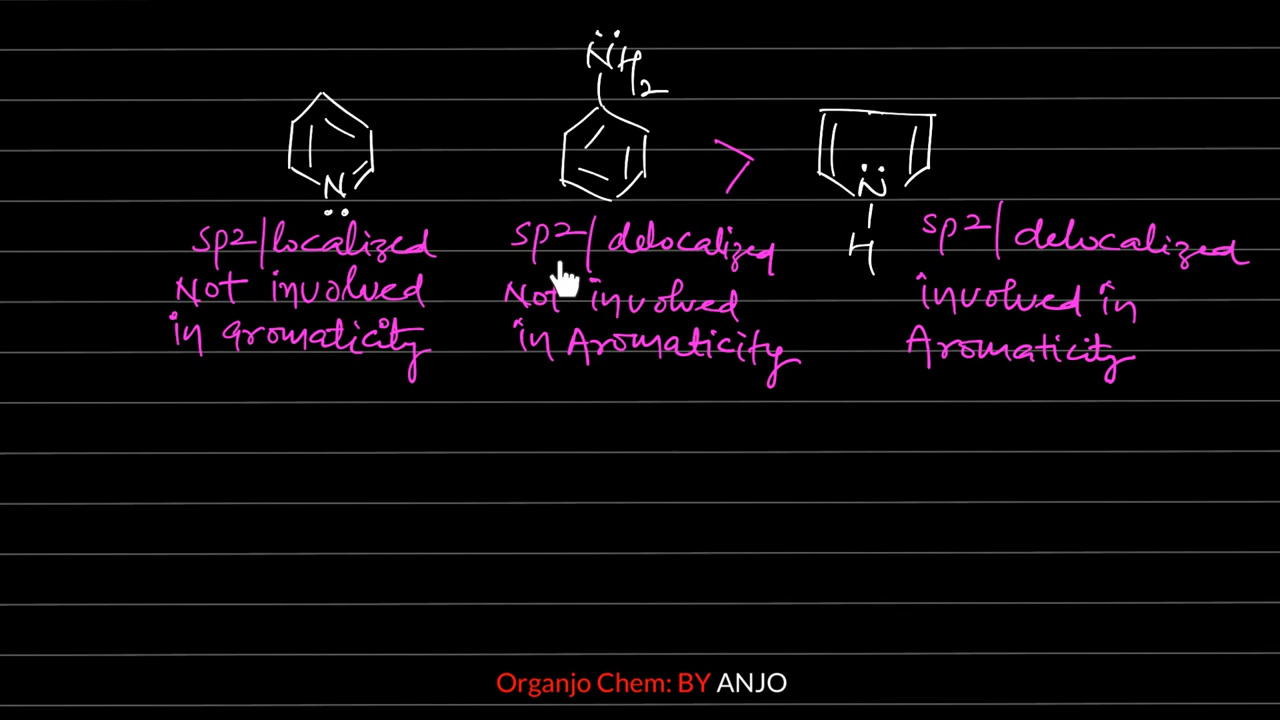 N̈H2
N
N̈
H
sp2/localized
Not involved
in aromaticity
sp2/delocalized
Not involved
in Aromaticity
>
sp2/delocalized
involved in
Aromaticity
Organjo Chem: BY ANJO